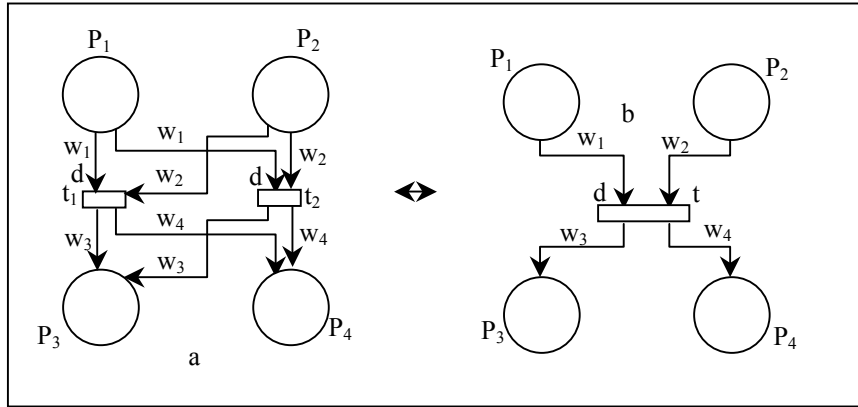 P1 P2
w1 w1 w2
d w2 d
t1 t2
w4
w3 w4
w3
P3 P4
a
P1 P2
b
w1 w2
d t
w3 w4
P3 P4